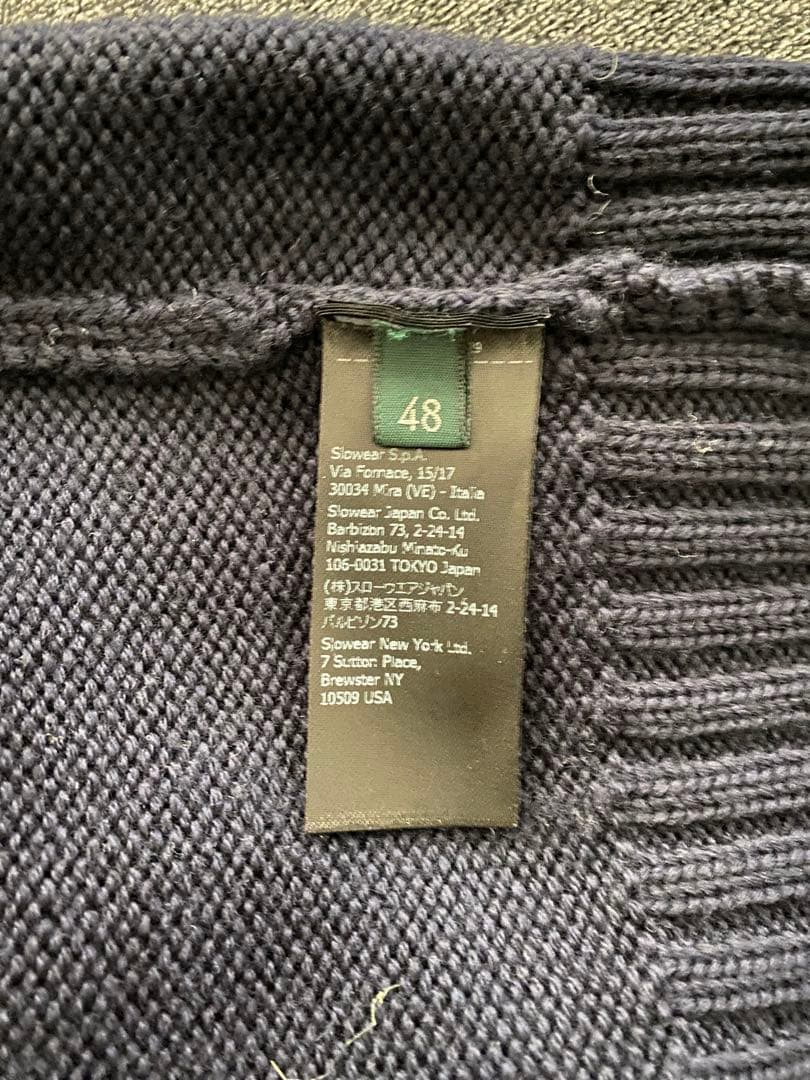 9
48
Slowear S.p.A.
Via Fornace, 15/17
30034 Mira (VE) - Italia
Slowear Japan Co. Ltd.
Barbizon 73, 2-24-14
Nishiazabu Minato-Ku
106-0031 TOKYO Japan
(株)スローウエアジャパン
東京都港区西麻布 2-24-14
バルビゾン73
Slowear New York Ltd.
7 Sutton Place,
Brewster NY
10509 USA